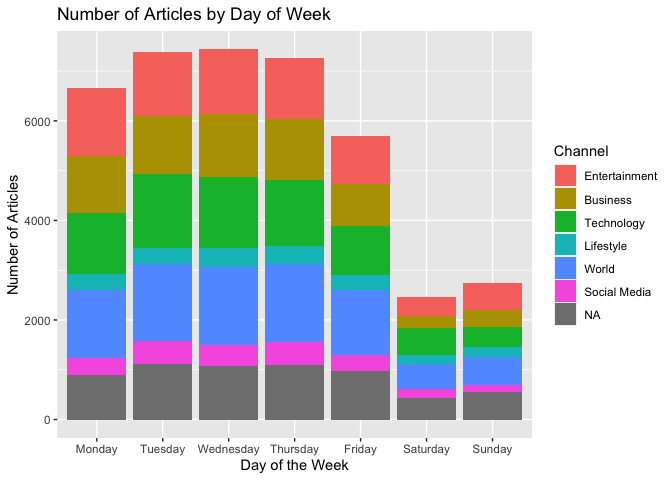 Number of Articles by Day of Week
Number of Articles
6000
4000
2000
0
Monday Tuesday Wednesday Thursday Friday Saturday Sunday
Day of the Week
Channel
Entertainment
Business
Technology
Lifestyle
World
Social Media
NA